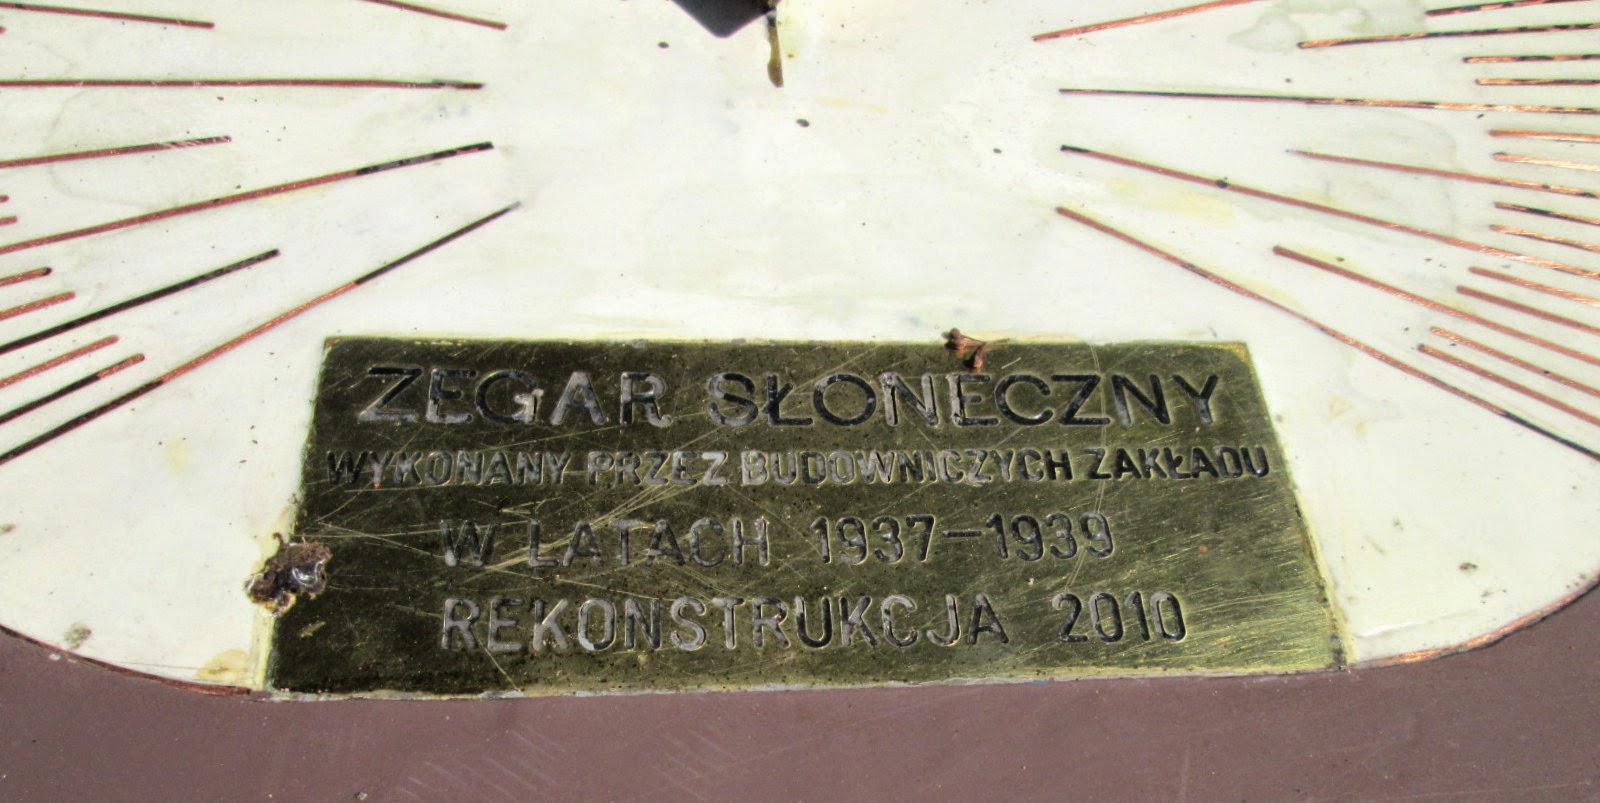 ZEGAR SŁONECZNY
WYKONANY PRZEZ BUDOWNICZYCH ZAKŁADU
W LATACH 1937-1939
REKONSTRUKCJA 2010